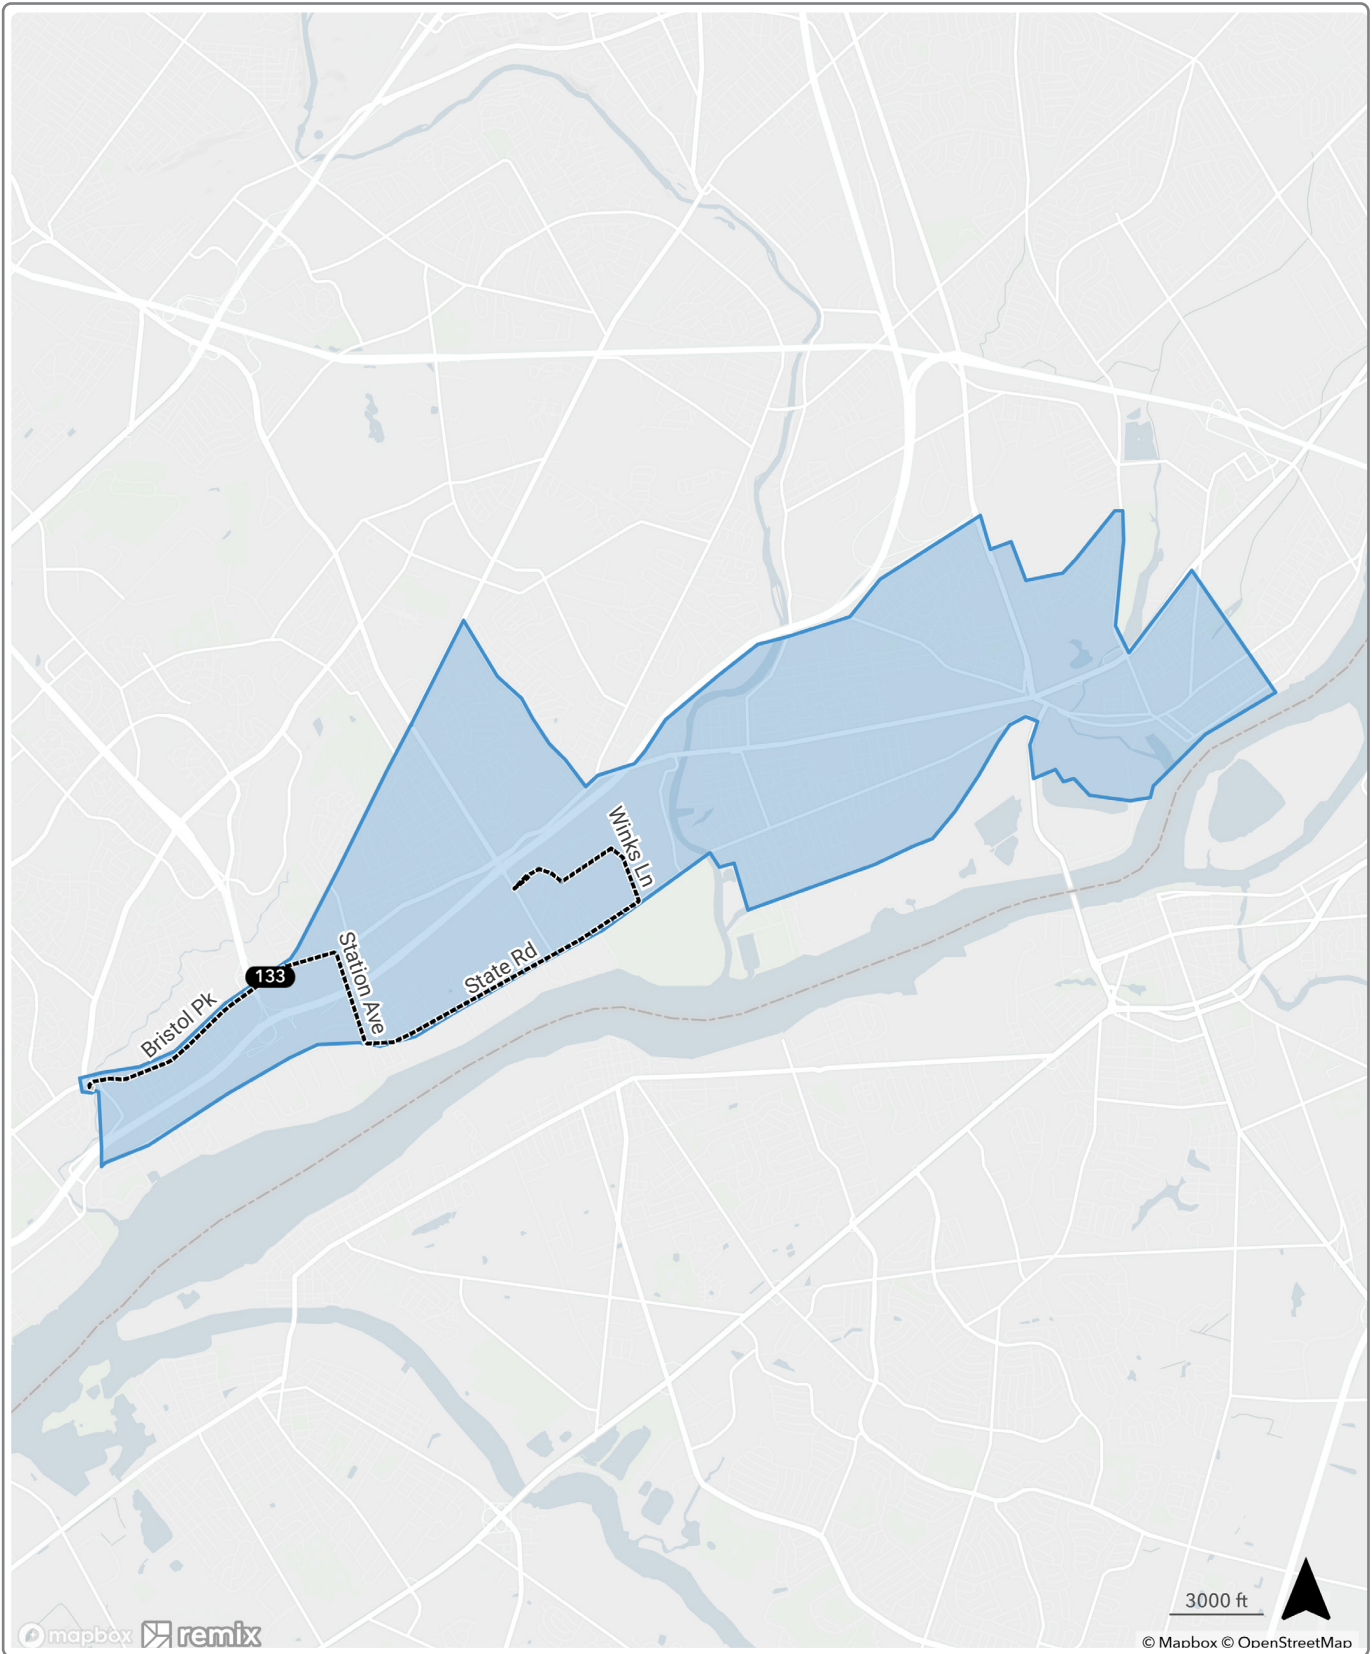 Winks Ln
Station Ave
State Rd
133
Bristol Pk
3000 ft
mapbox remix
© Mapbox © OpenStreetMap